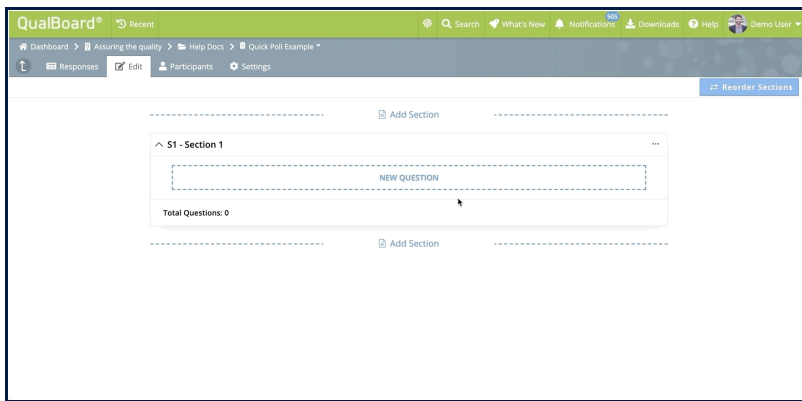 QualBoard® Recent Search What's New Notifications 505 Downloads Help Demo User
Dashboard > Assuring the quality > Help Docs > Quick Poll Example
Responses Edit Participants Settings
Reorder Sections
Add Section
S1 - Section 1 ...
NEW QUESTION
Total Questions: 0
Add Section